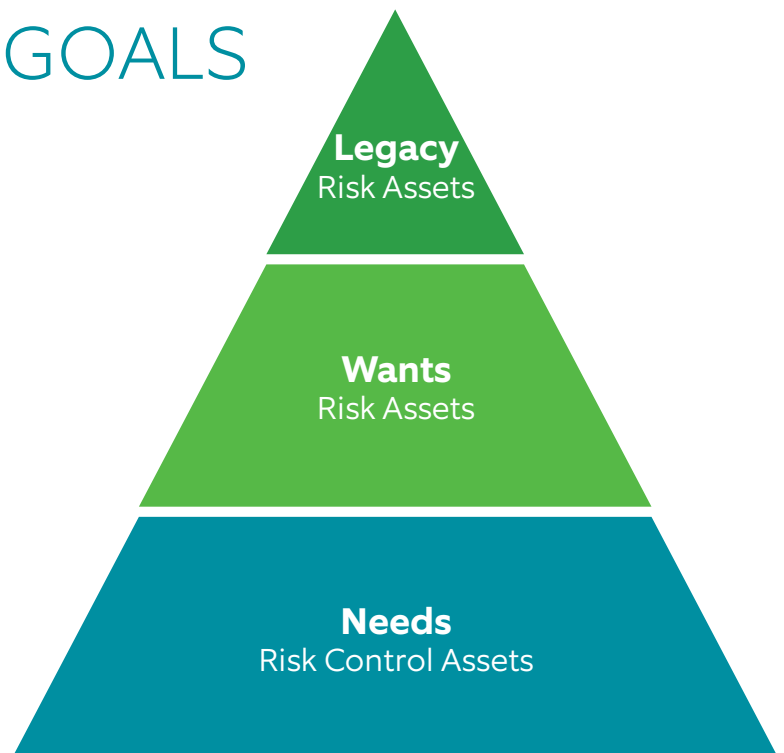 GOALS
Legacy
Risk Assets
Wants
Risk Assets
Needs
Risk Control Assets